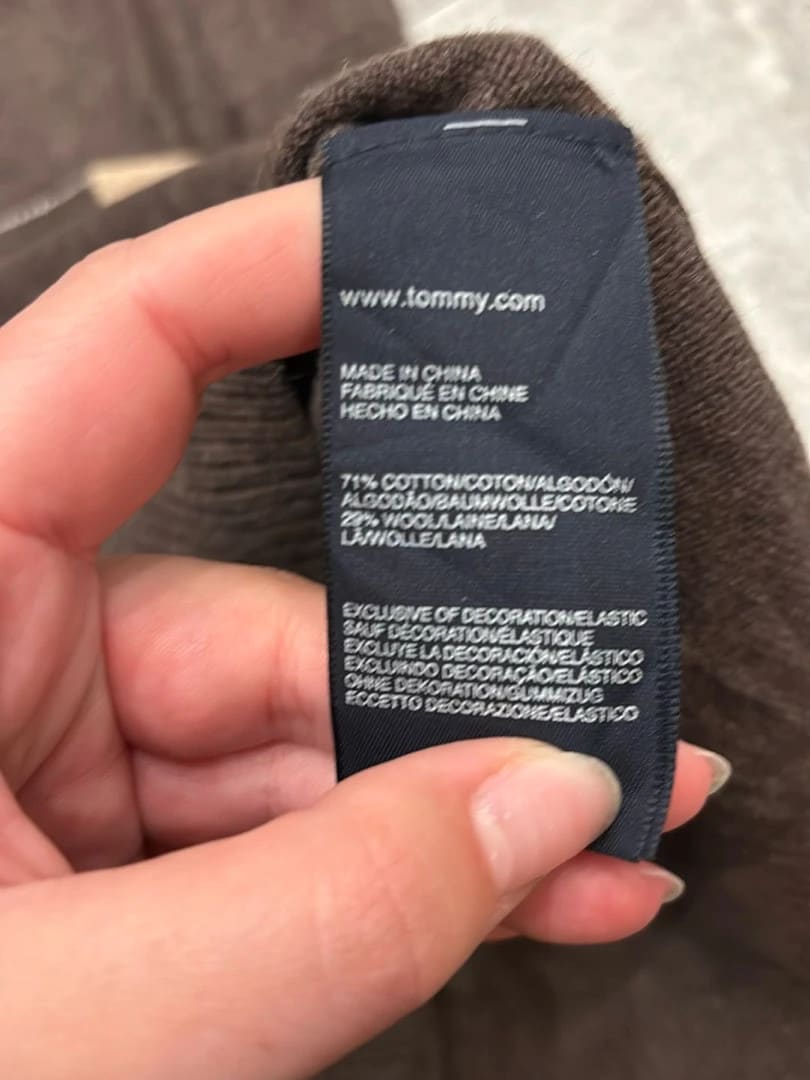 www.tommy.com
MADE IN CHINA
FABRIQUÉ EN CHINE
HECHO EN CHINA
71% COTTON/COTON/ALGODÓN/
ALGODÃO/BAUMWOLLE/COTONE
29% WOOL/LAINE/LANA/
LÃ/WOLLE/LANA
EXCLUSIVE OF DECORATION/ELASTIC
SAUF DÉCORATION/ÉLASTIQUE
EXCLUYE LA DECORACIÓN/ELÁSTICO
EXCLUINDO DECORAÇÃO/ELÁSTICO
OHNE DEKORATION/GUMMIZUG
ECCETTO DECORAZIONE/ELASTICO